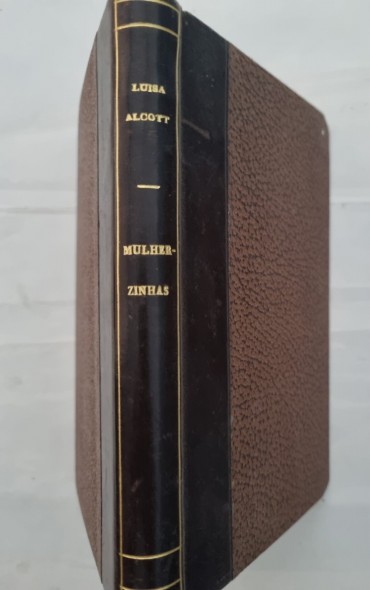 LUISA
ALCOTT
MULHER-
ZINHAS